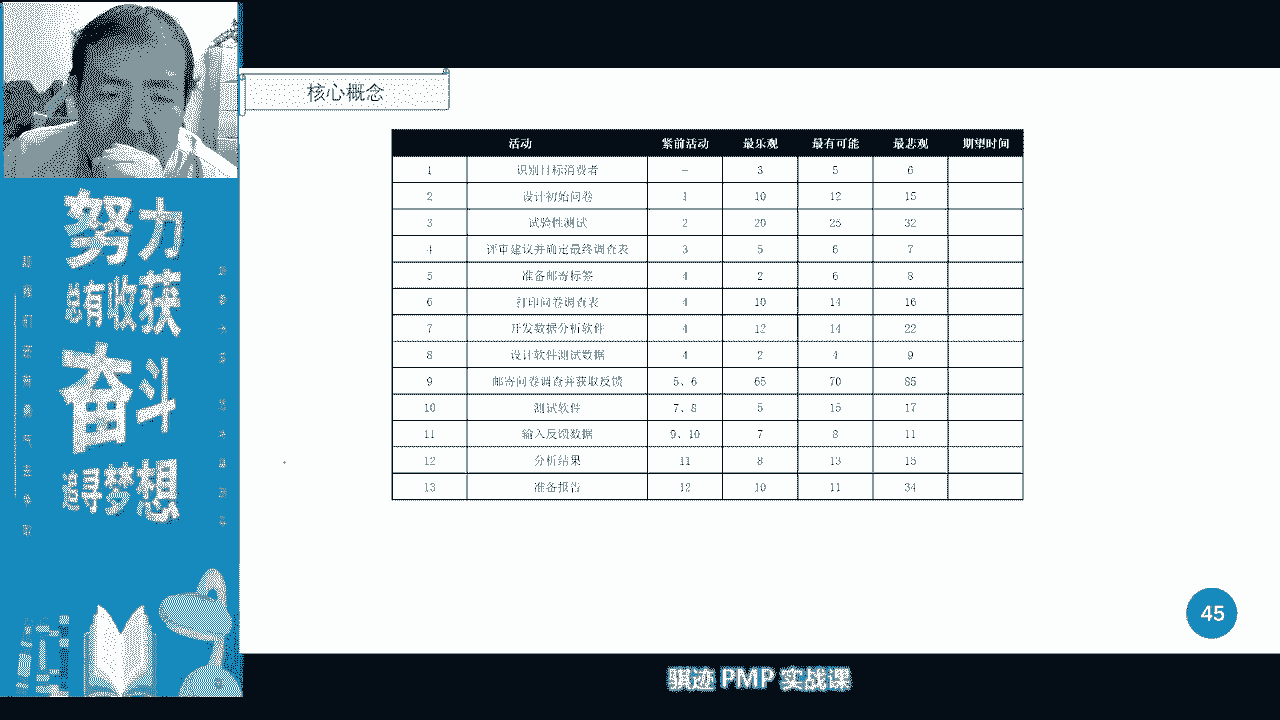 核心概念
活动 紧前活动 最乐观 最有可能 最悲观 期望时间
1 识别目标消费者 – 3 5 6
2 设计初始问卷 1 10 12 15
3 试验性测试 2 20 25 32
4 评审建议并确定最终调查表 3 5 6 7
5 准备邮寄标签 4 2 6 8
6 打印问卷调查表 4 10 14 16
7 开发数据分析软件 4 12 14 22
8 设计软件测试数据 4 2 4 9
9 邮寄问卷调查并获取反馈 5、6 65 70 85
10 测试软件 7、8 5 15 17
11 输入反馈数据 9、10 7 8 11
12 分析结果 11 8 13 15
13 准备报告 12 10 11 34
努力
总有收获
奋斗
追寻梦想
45
骐迹 PMP 实战课